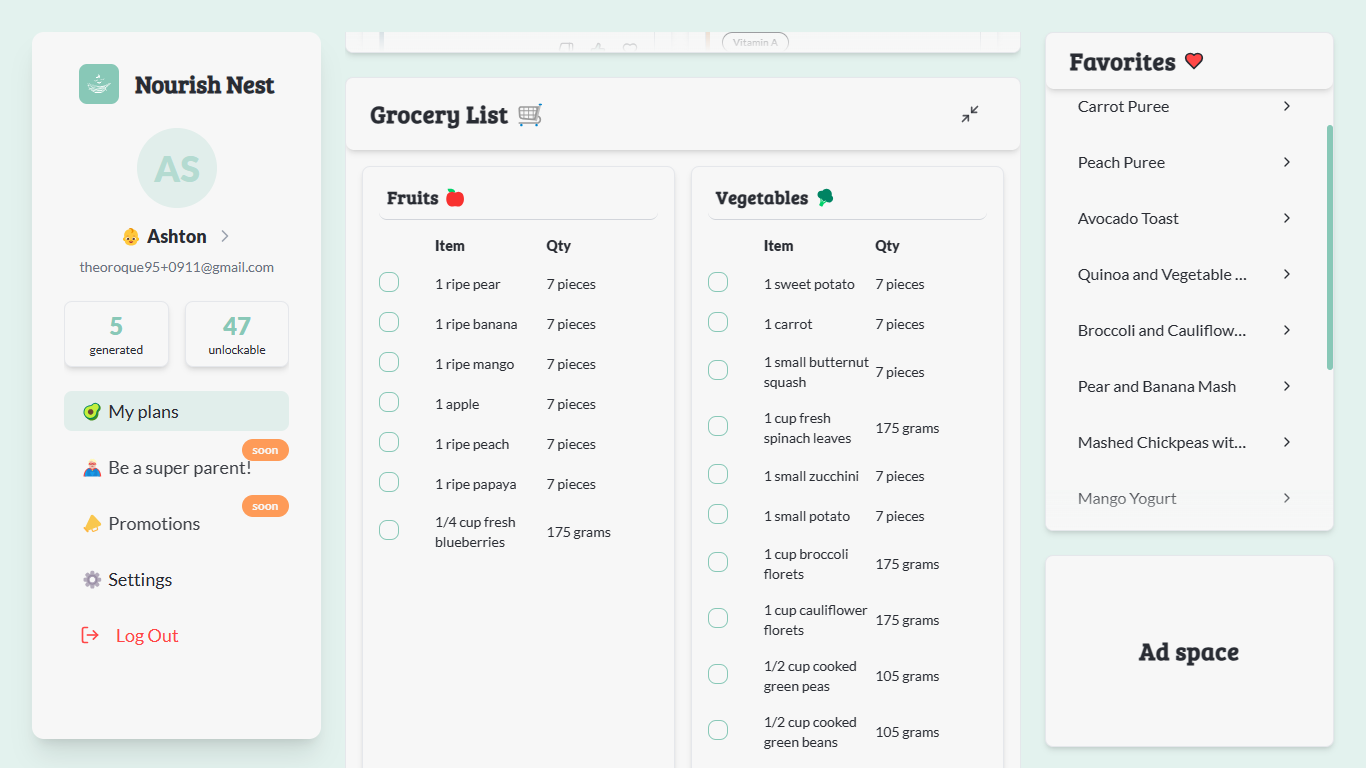 Nourish Nest
AS
Ashton
theoroque95+0911@gmail.com
5
generated
47
unlockable
My plans
soon
Be a super parent!
soon
Promotions
Settings
Log Out
Vitamin A
Grocery List
Fruits
Item Qty
1 ripe pear 7 pieces
1 ripe banana 7 pieces
1 ripe mango 7 pieces
1 apple 7 pieces
1 ripe peach 7 pieces
1 ripe papaya 7 pieces
1/4 cup fresh
blueberries
175 grams
Vegetables
Item Qty
1 sweet potato 7 pieces
1 carrot 7 pieces
1 small butternut
squash
7 pieces
1 cup fresh
spinach leaves
175 grams
1 small zucchini 7 pieces
1 small potato 7 pieces
1 cup broccoli
florets
175 grams
1 cup cauliflower
florets
175 grams
1/2 cup cooked
green peas
105 grams
1/2 cup cooked
green beans
105 grams
Favorites
Carrot Puree
Peach Puree
Avocado Toast
Quinoa and Vegetable ...
Broccoli and Cauliflow...
Pear and Banana Mash
Mashed Chickpeas wit...
Mango Yogurt
Ad space